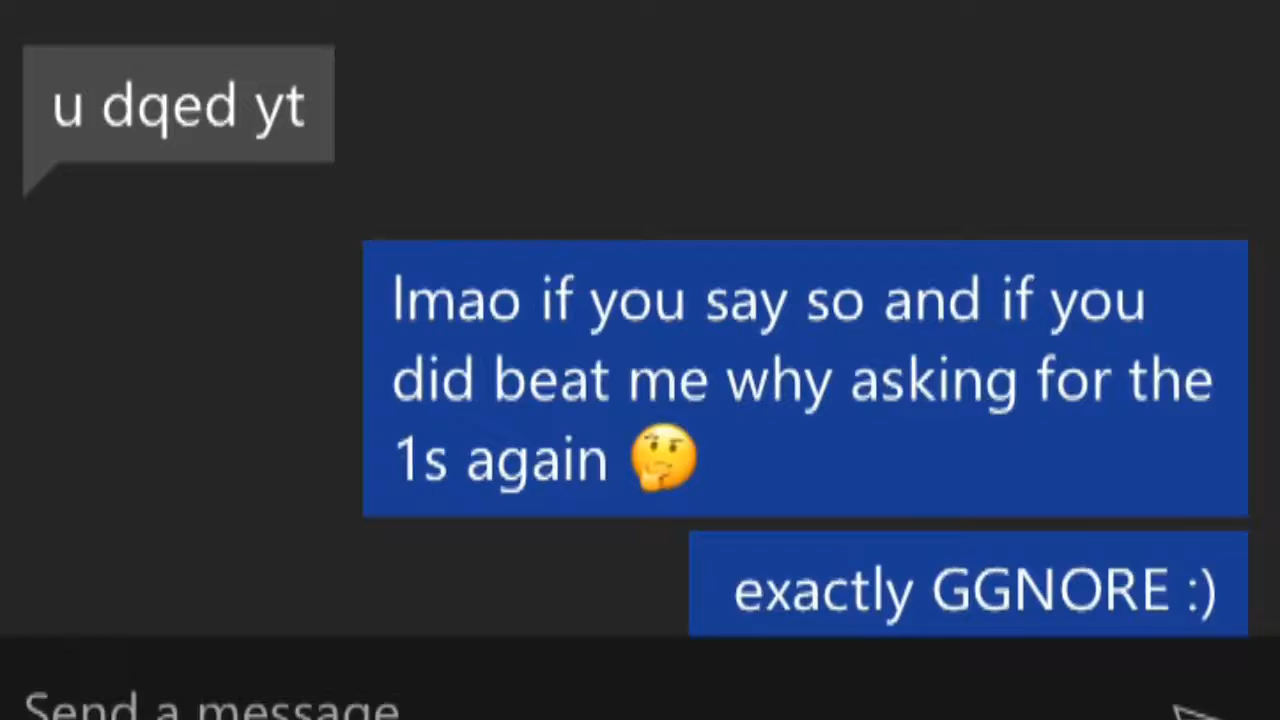 u dqed yt
lmao if you say so and if you
did beat me why asking for the
1s again 🤔
exactly GGNORE :)
Send a message